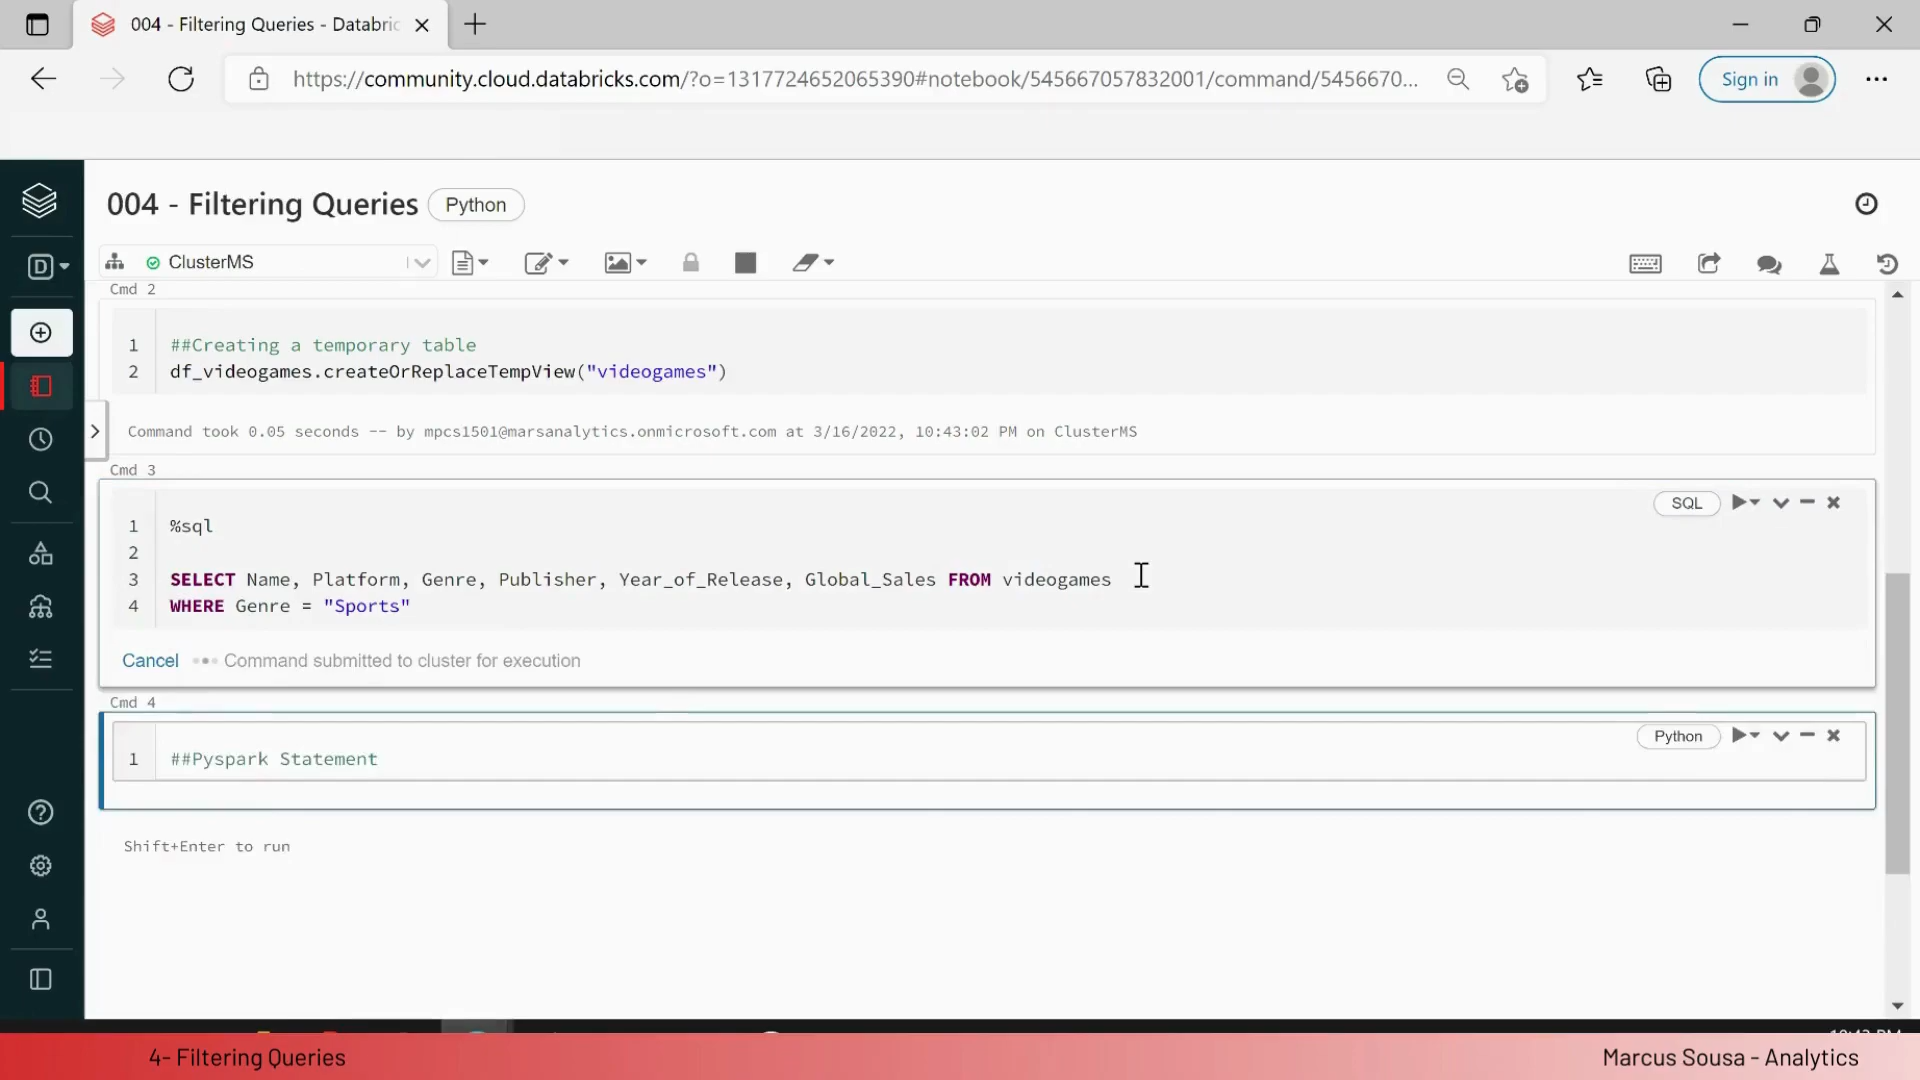 004 - Filtering Queries - Databric
https://community.cloud.databricks.com/?o=1317724652065390#notebook/545667057832001/command/5456670...
Sign in
004 - Filtering Queries
Python
D
ClusterMS
Cmd 2
1 ##Creating a temporary table
2 df_videogames.createOrReplaceTempView("videogames")
Command took 0.05 seconds -- by mpcs1501@marsanalytics.onmicrosoft.com at 3/16/2022, 10:43:02 PM on ClusterMS
Cmd 3
SQL
1 %sql
2
3 SELECT Name, Platform, Genre, Publisher, Year_of_Release, Global_Sales FROM videogames
4 WHERE Genre = "Sports"
Cancel Command submitted to cluster for execution
Cmd 4
Python
1 ##Pyspark Statement
Shift+Enter to run
4- Filtering Queries
Marcus Sousa - Analytics